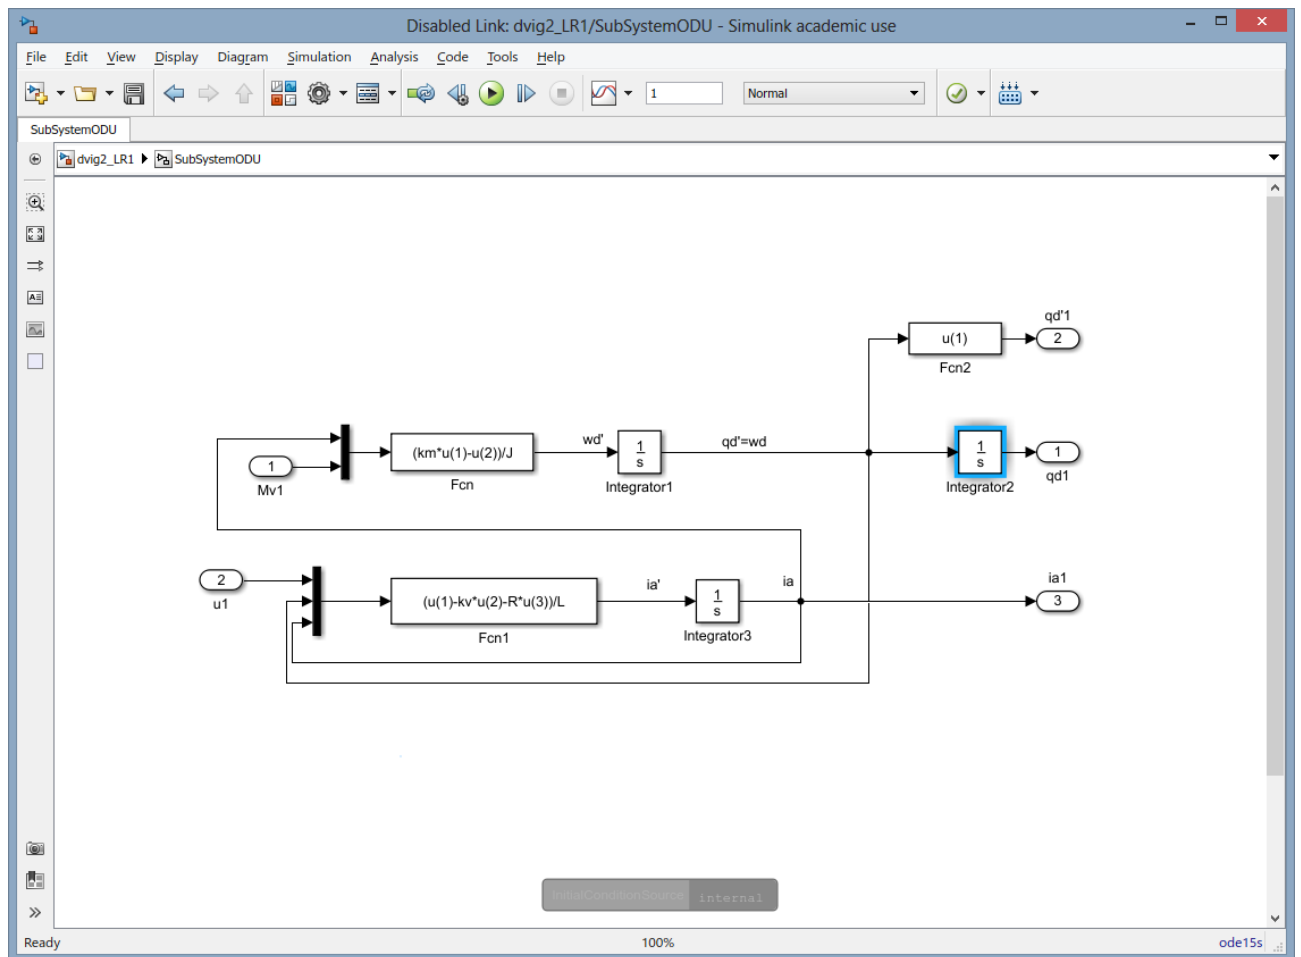 Disabled Link: dvig2_LR1/SubSystemODU - Simulink academic use
File Edit View Display Diagram Simulation Analysis Code Tools Help
1 Normal
SubSystemODU
dvig2_LR1 SubSystemODU
qd'1
u(1) 2
Fcn2
wd' qd'=wd
(km*u(1)-u(2))/J 1/s 1/s 1
1 Fcn Integrator1 Integrator2 qd1
Mv1
ia' ia ia1
2 (u(1)-kv*u(2)-R*u(3))/L 1/s 3
u1 Fcn1 Integrator3
InitialConditionSource internal
Ready 100% ode15s